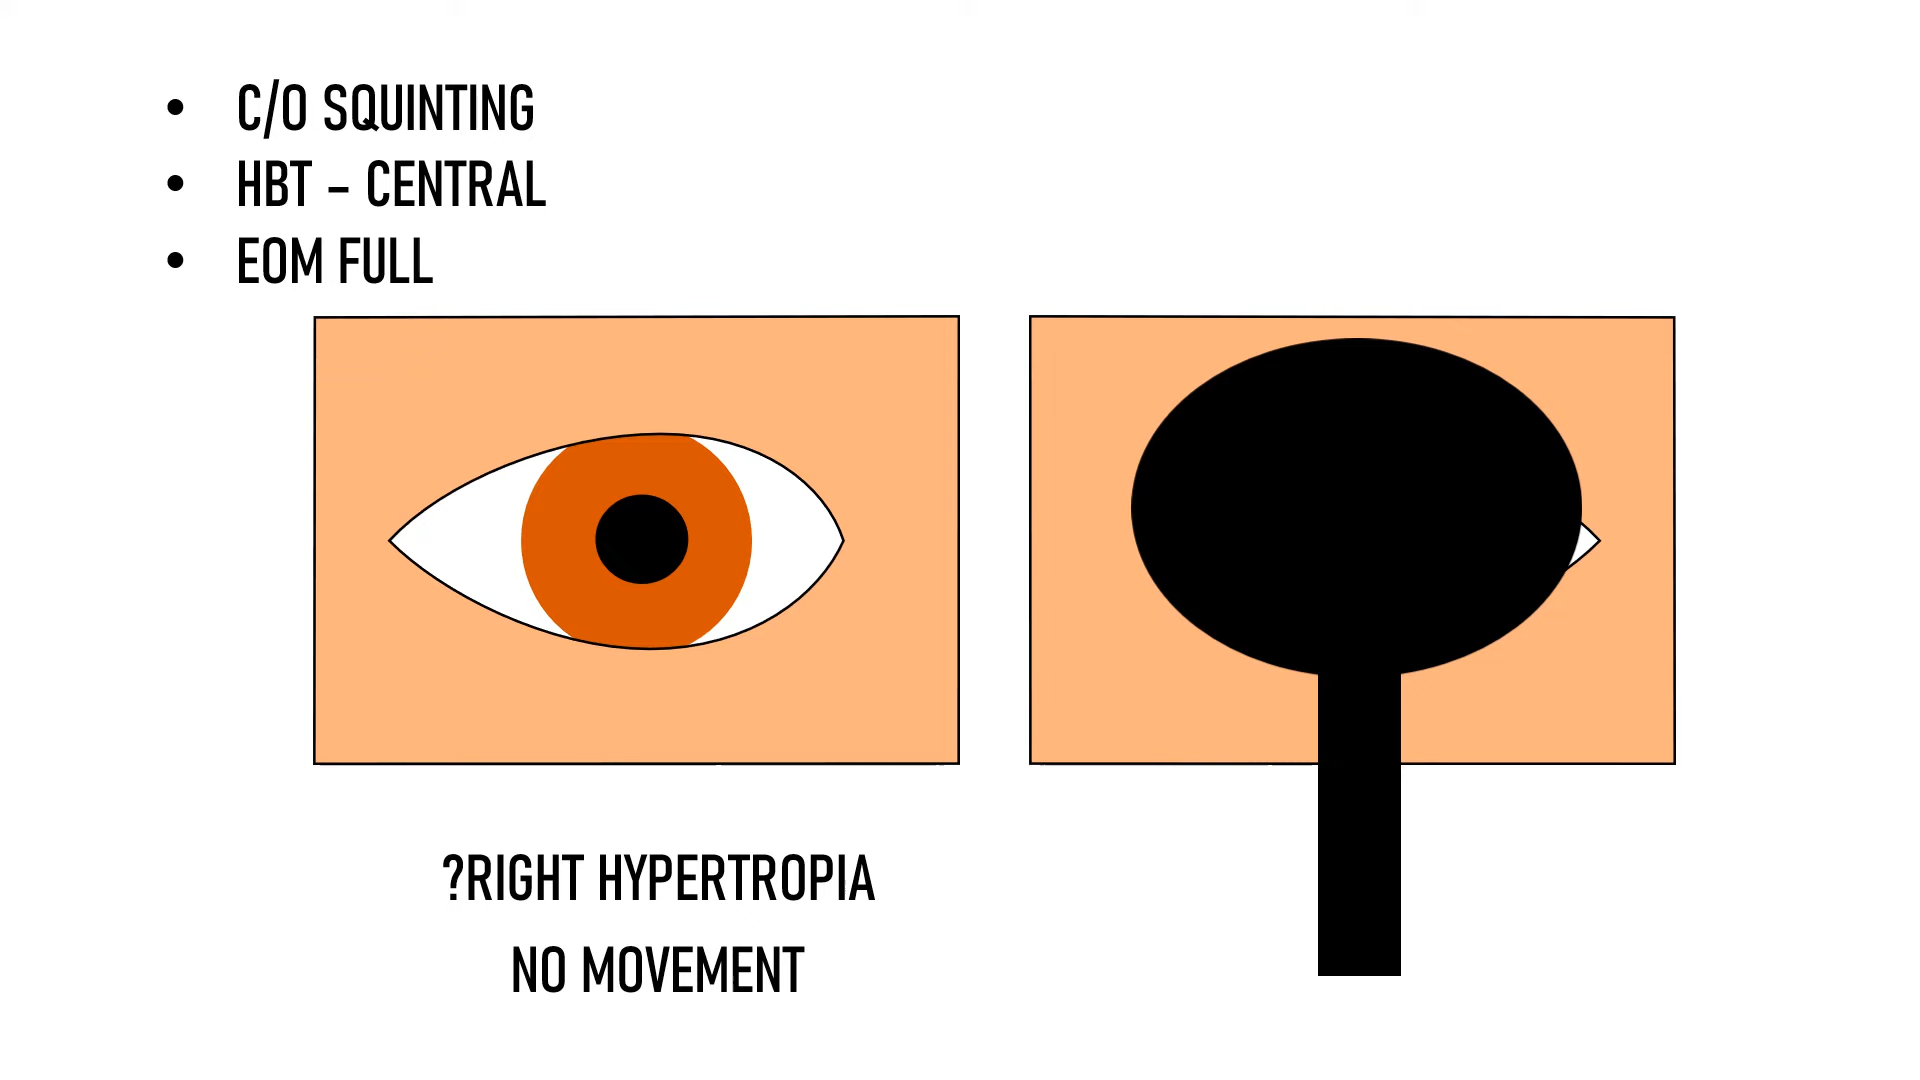 • C/O SQUINTING
• HBT – CENTRAL
• EOM FULL
?RIGHT HYPERTROPIA
NO MOVEMENT